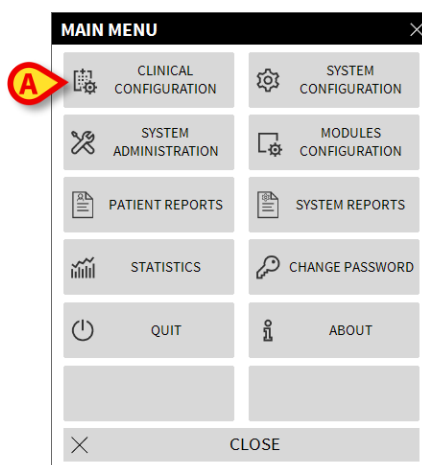 MAIN MENU
A
CLINICAL
CONFIGURATION
SYSTEM
CONFIGURATION
SYSTEM
ADMINISTRATION
MODULES
CONFIGURATION
PATIENT REPORTS
SYSTEM REPORTS
STATISTICS
CHANGE PASSWORD
QUIT
ABOUT
CLOSE